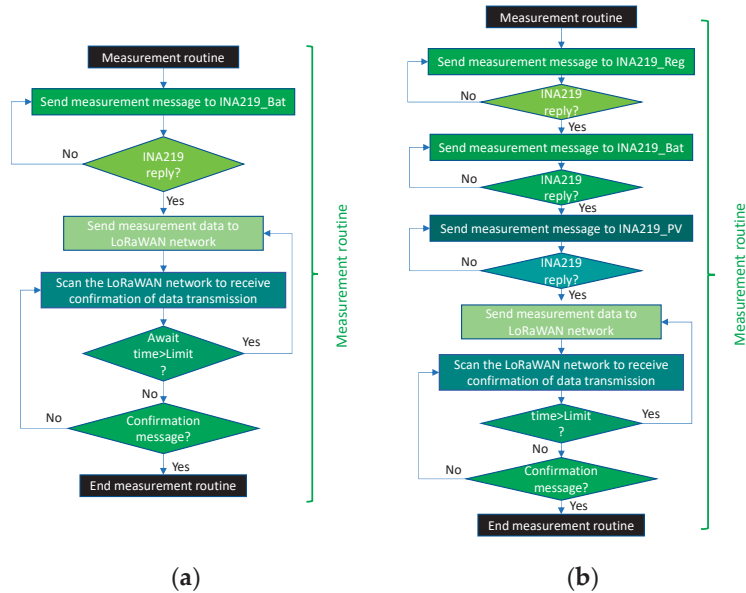 Measurement routine
Send measurement message to INA219_Bat
No
INA219
reply?
Yes
Send measurement data to
LoRaWAN network
Scan the LoRaWAN network to receive
confirmation of data transmission
Await
time>Limit
?
Yes
No
No
Confirmation
message?
Yes
End measurement routine
Measurement routine
(a)
Measurement routine
Send measurement message to INA219_Reg
No
INA219
reply?
Yes
Send measurement message to INA219_Bat
No
INA219
reply?
Yes
Send measurement message to INA219_PV
No
INA219
reply?
Yes
Send measurement data to
LoRaWAN network
Scan the LoRaWAN network to receive
confirmation of data transmission
time>Limit
?
Yes
No
No
Confirmation
message?
Yes
End measurement routine
Measurement routine
(b)